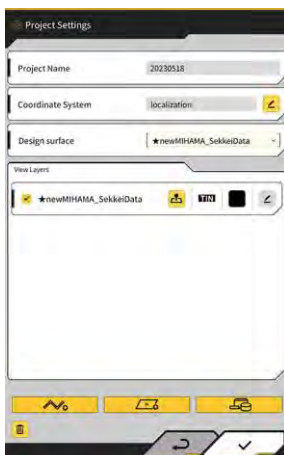 Project Settings
Project Name 20230518
Coordinate System localization
Design surface ★newMIHAMA_SekkeiData
View Layers
★newMIHAMA_SekkeiData TIN